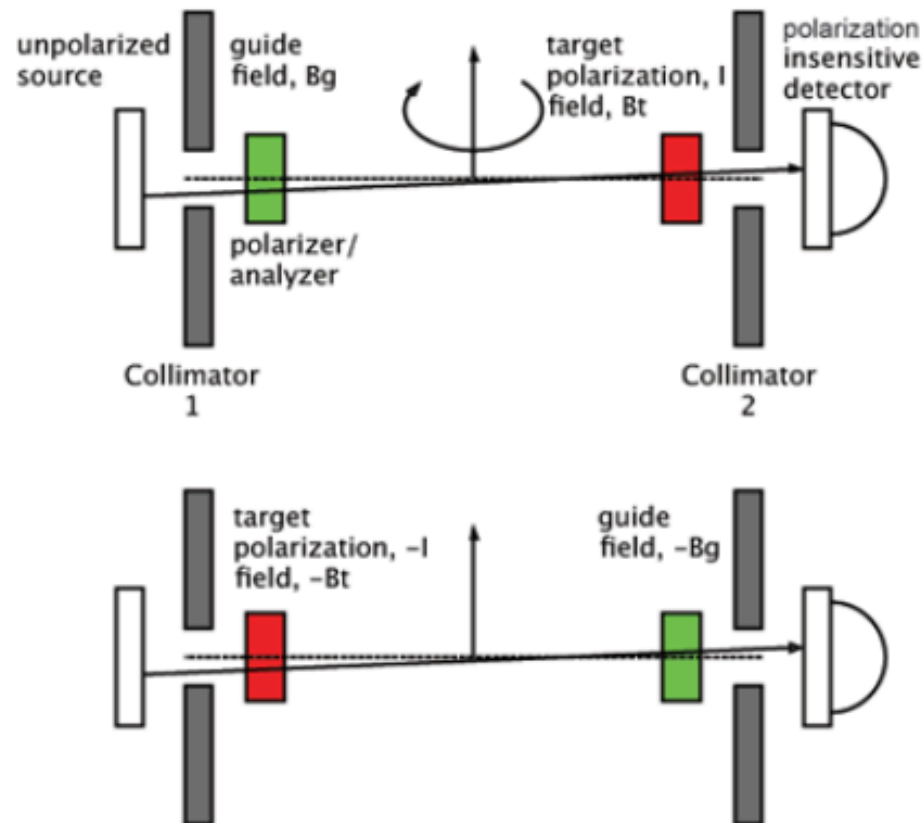 unpolarized
source
guide
field, Bg
target
polarization, I
field, Bt
polarization
insensitive
detector
polarizer/
analyzer
Collimator
1
Collimator
2
target
polarization, -I
field, -Bt
guide
field, -Bg